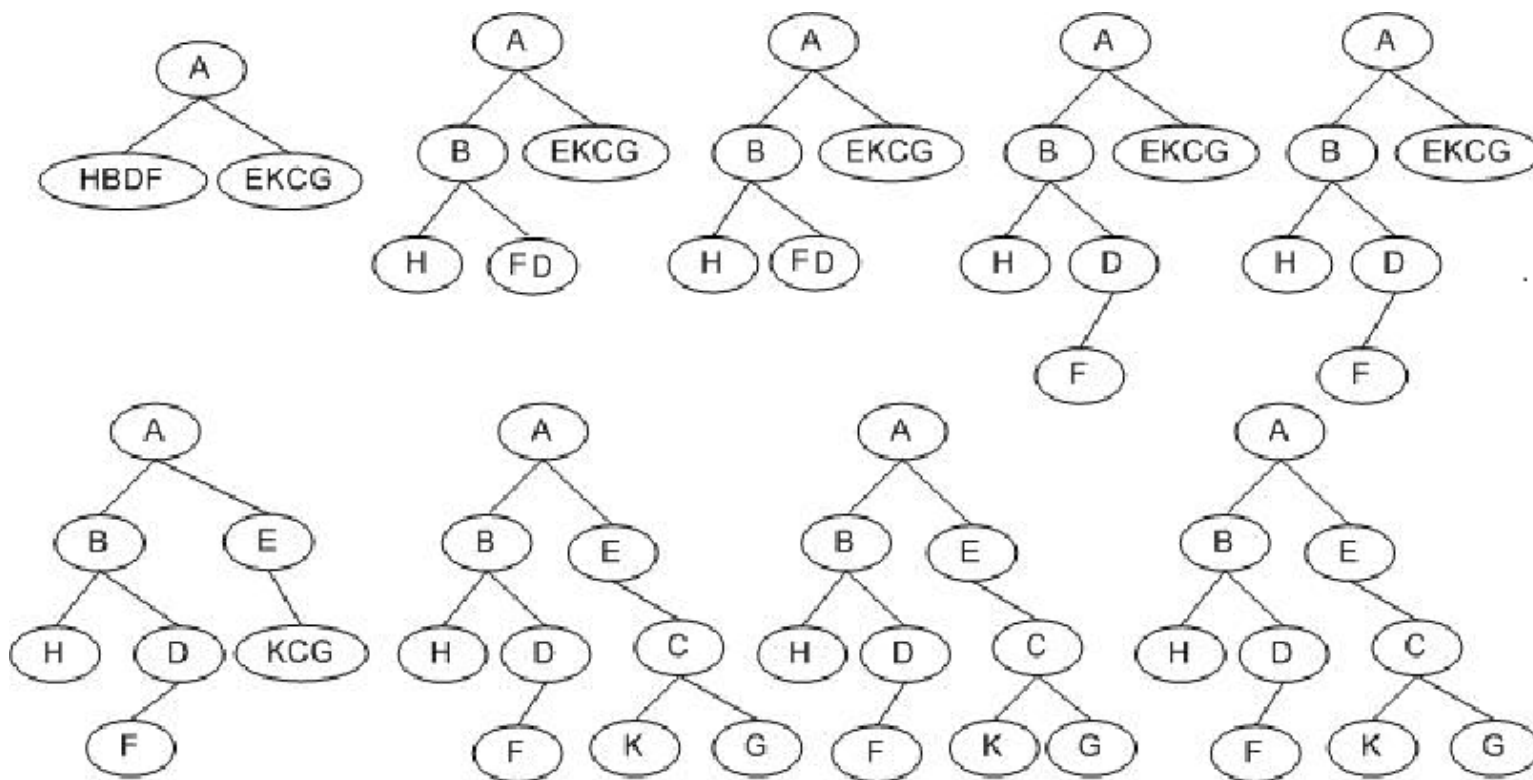 A A A A A
HBDF EKCG B EKCG B EKCG B EKCG B EKCG
H FD H FD H D H D
F F
A A A A
B E B E B E B E
H D KCG H D C H D C H D C
F F K G F K G F K G